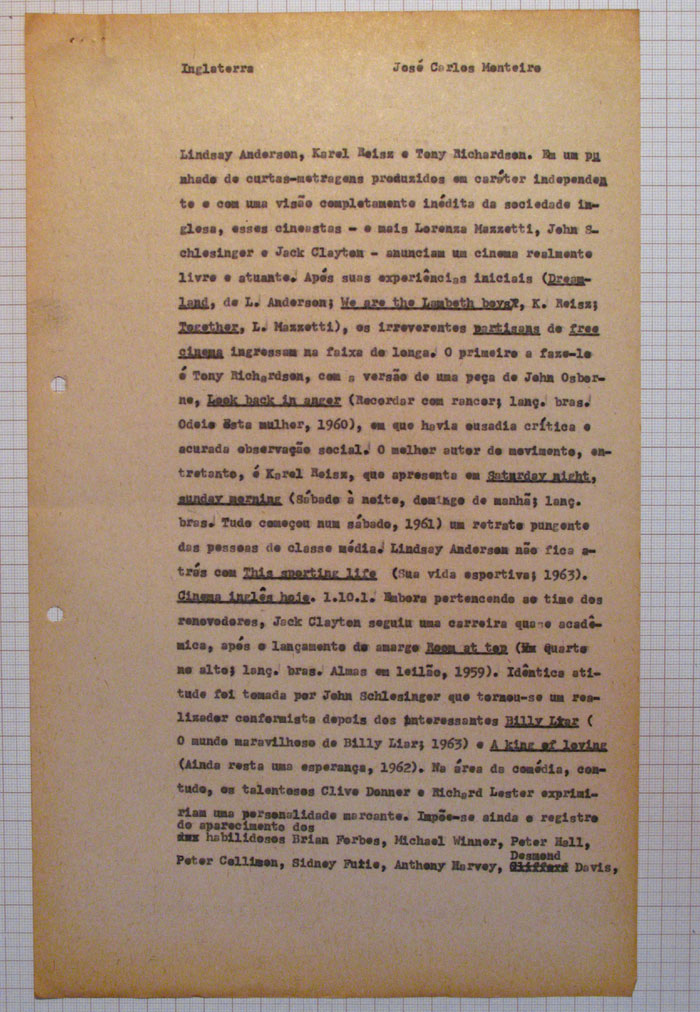 Inglaterra José Carlos Monteiro
Lindsay Anderson, Karel Reisz e Tony Richardson. Em um pu
nhado de curtas-metragens produzidos em caráter independen
te e com uma visão completamente inédita da sociedade in-
glesa, esses cineastas - e mais Lorenza Mazzetti, John S-
chlesinger e Jack Clayton - anunciam um cinema realmente
livre e atuante. Após suas experiências iniciais (Dream-
land, de L. Anderson; We are the Lambeth boys, K. Reisz;
Together, L. Mazzetti), os irreverentes partisans do free
cinema ingressam na faixa do longa. O primeiro a faze-lo
é Tony Richardson, com a versão de uma peça de John Osbor-
ne, Look back in anger (Recordar com rancor; lanç. bras.
Odeio êsta mulher, 1960), em que havia ousadia crítica e
acurada observação social. O melhor autor do movimento, en-
tretanto, é Karel Reisz, que apresenta em Saturday night,
sunday morning (Sábado à noite, domingo de manhã; lanç.
bras. Tudo começou num sábado, 1961) um retrato pungente
das pessoas de classe média. Lindsay Anderson não fica a-
trás com This sporting life (Sua vida esportiva; 1963).
Cinema inglês hoje. 1.10.1. Embora pertencendo ao time dos
renovadores, Jack Clayton seguiu uma carreira quase acadê-
mica, após o lançamento do amargo Room at top (Um quarto
no alto; lanç. bras. Almas em leilão, 1959). Idêntica ati-
tude foi tomada por John Schlesinger que tornou-se um rea-
lizador conformista depois dos interessantes Billy Liar (
O mundo maravilhoso de Billy Liar; 1963) e A king of loving
(Ainda resta uma esperança, 1962). Na área da comédia, con-
tudo, os talentosos Clive Donner e Richard Lester exprimi-
riam uma personalidade marcante. Impõe-se ainda o registro
do aparecimento dos
habilidosos Brian Forbes, Michael Winner, Peter Hall,
Desmond
Peter Collinon, Sidney Furie, Anthony Harvey, Clifford Davis,